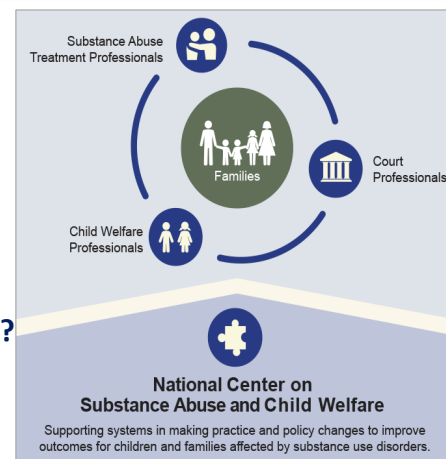 Substance Abuse
Treatment Professionals
Families
Court
Professionals
Child Welfare
Professionals
?
National Center on
Substance Abuse and Child Welfare
Supporting systems in making practice and policy changes to improve
outcomes for children and families affected by substance use disorders.